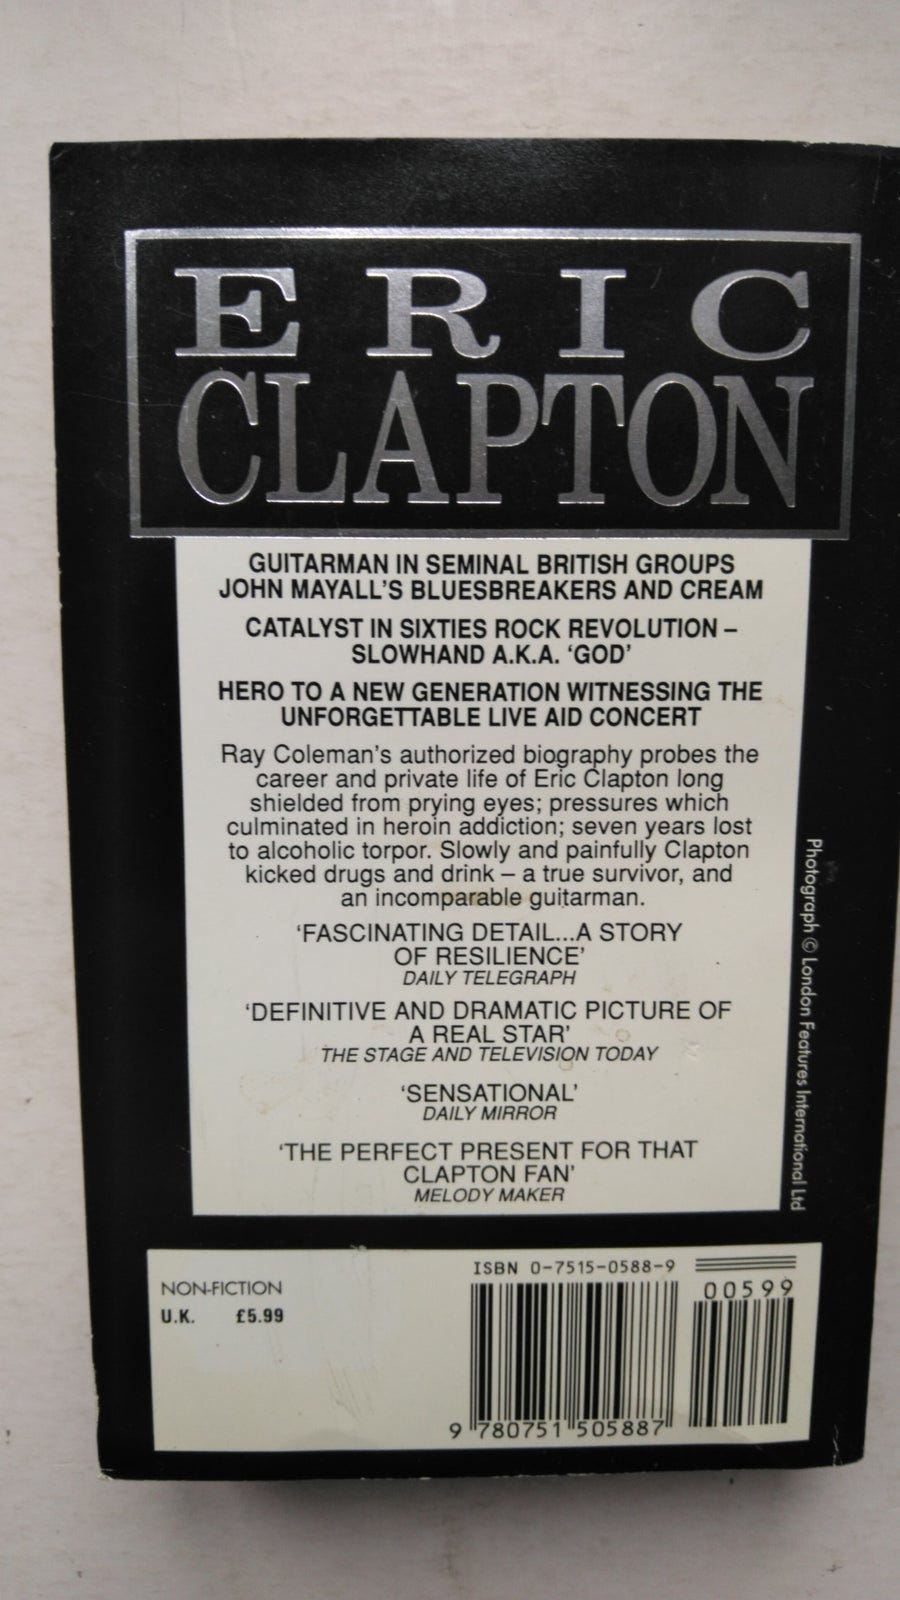 ERIC
CLAPTON
GUITARMAN IN SEMINAL BRITISH GROUPS
JOHN MAYALL'S BLUESBREAKERS AND CREAM
CATALYST IN SIXTIES ROCK REVOLUTION –
SLOWHAND A.K.A. ‘GOD’
HERO TO A NEW GENERATION WITNESSING THE
UNFORGETTABLE LIVE AID CONCERT
Ray Coleman's authorized biography probes the
career and private life of Eric Clapton long
shielded from prying eyes; pressures which
culminated in heroin addiction; seven years lost
to alcoholic torpor. Slowly and painfully Clapton
kicked drugs and drink – a true survivor, and
an incomparable guitarman.
‘FASCINATING DETAIL...A STORY
OF RESILIENCE’
DAILY TELEGRAPH
‘DEFINITIVE AND DRAMATIC PICTURE OF
A REAL STAR’
THE STAGE AND TELEVISION TODAY
‘SENSATIONAL’
DAILY MIRROR
‘THE PERFECT PRESENT FOR THAT
CLAPTON FAN’
MELODY MAKER
Photograph © London Features International Ltd
NON-FICTION
U.K. £5.99
ISBN 0-7515-0588-9
00599
9 780751 505887